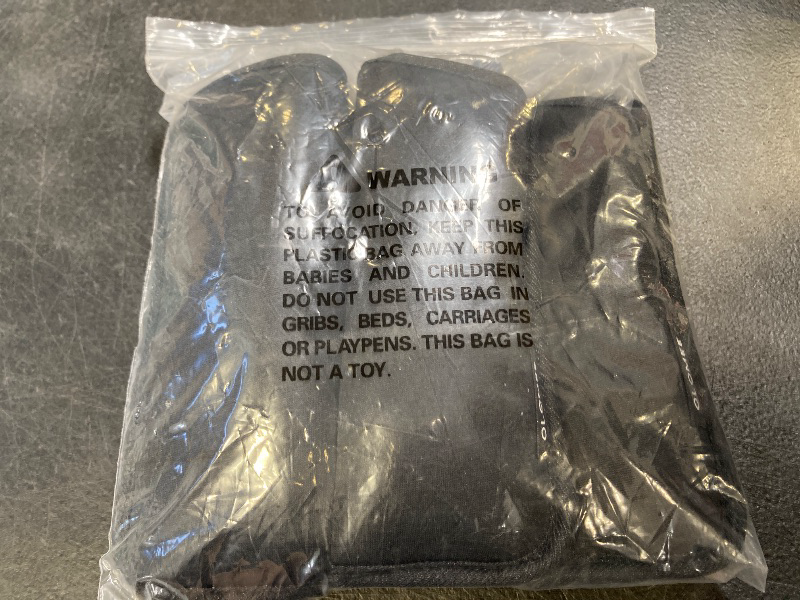 WARNING
TO AVOID DANGER OF
SUFFOCATION, KEEP THIS
PLASTIC BAG AWAY FROM
BABIES AND CHILDREN.
DO NOT USE THIS BAG IN
GRIBS, BEDS, CARRIAGES
OR PLAYPENS. THIS BAG IS
NOT A TOY.